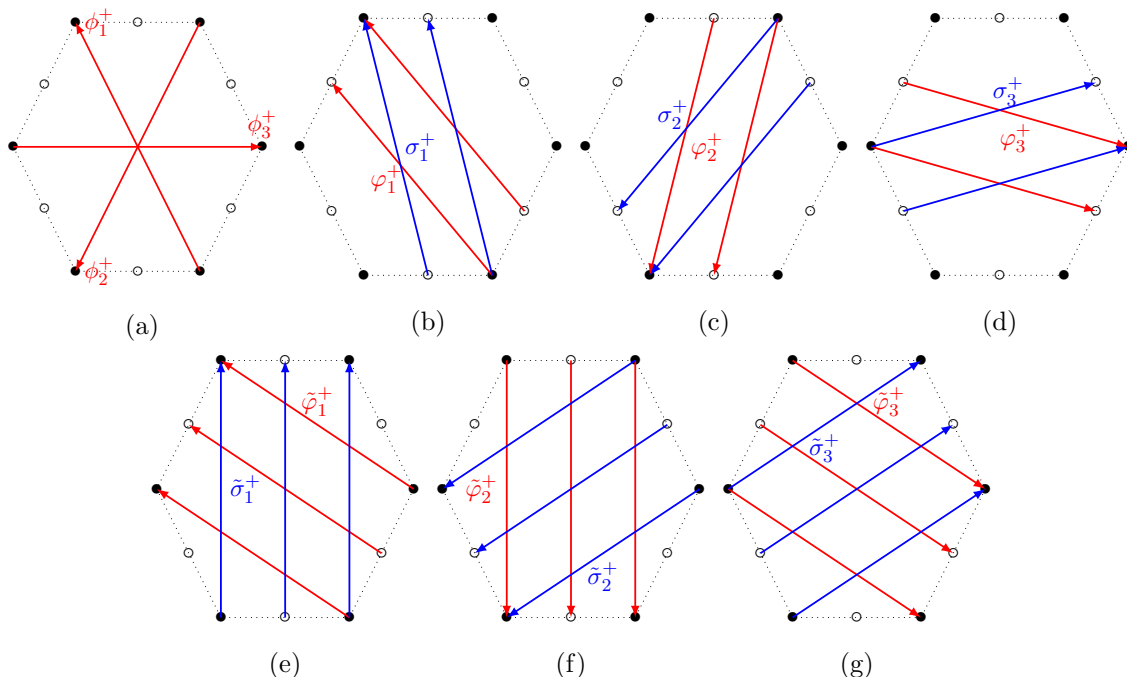 ϕ₁⁺
ϕ₃⁺
ϕ₂⁺
σ₁⁺
φ₁⁺
σ₂⁺
φ₂⁺
σ₃⁺
φ₃⁺
(a) (b) (c) (d)
φ̃₁⁺
σ̃₁⁺
φ̃₂⁺
σ̃₂⁺
φ̃₃⁺
σ̃₃⁺
(e) (f) (g)